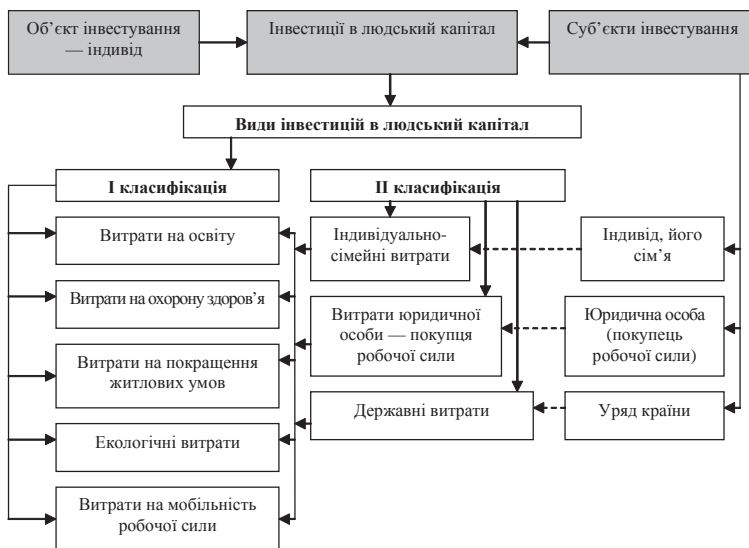 Об’єкт інвестування
— індивід
Інвестиції в людський капітал
Суб’єкти інвестування
Види інвестицій в людський капітал
І класифікація
ІІ класифікація
Витрати на освіту
Витрати на охорону здоров’я
Витрати на покращення
житлових умов
Екологічні витрати
Витрати на мобільність
робочої сили
Індивідуально-
сімейні витрати
Витрати юридичної
особи — покупця
робочої сили
Державні витрати
Індивід, його
сім’я
Юридична особа
(покупець
робочої сили)
Уряд країни